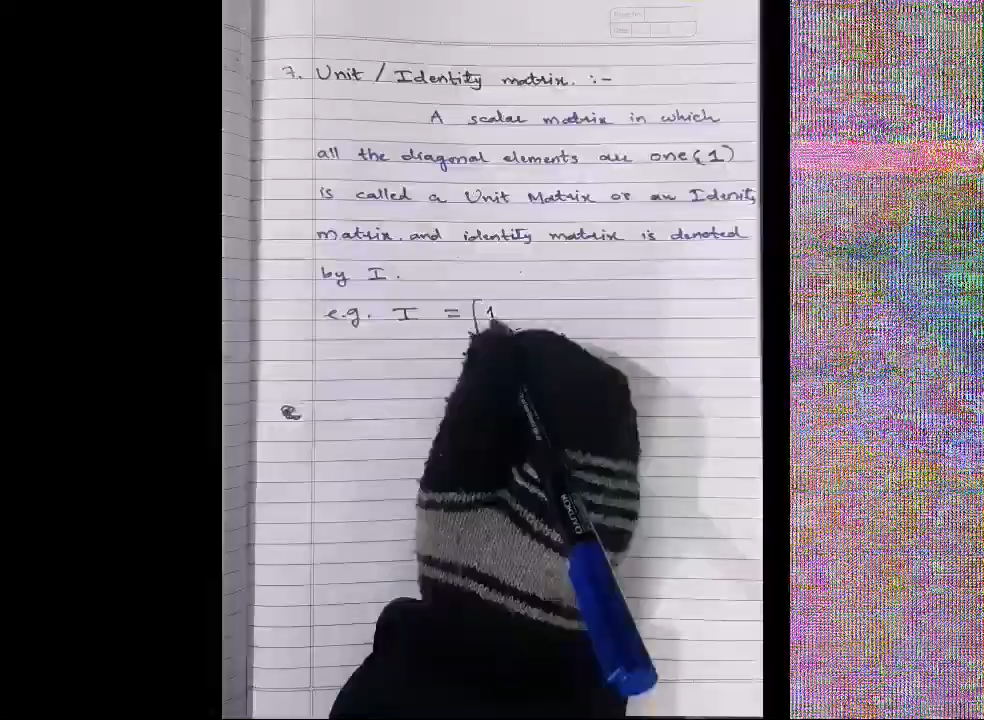 7. Unit / Identity matrix. :-
A scalar matrix in which
all the diagonal elements are one (1)
is called a Unit Matrix or an Idenity
matrix. and identity matrix is denoted
by I.
e.g. I = [1